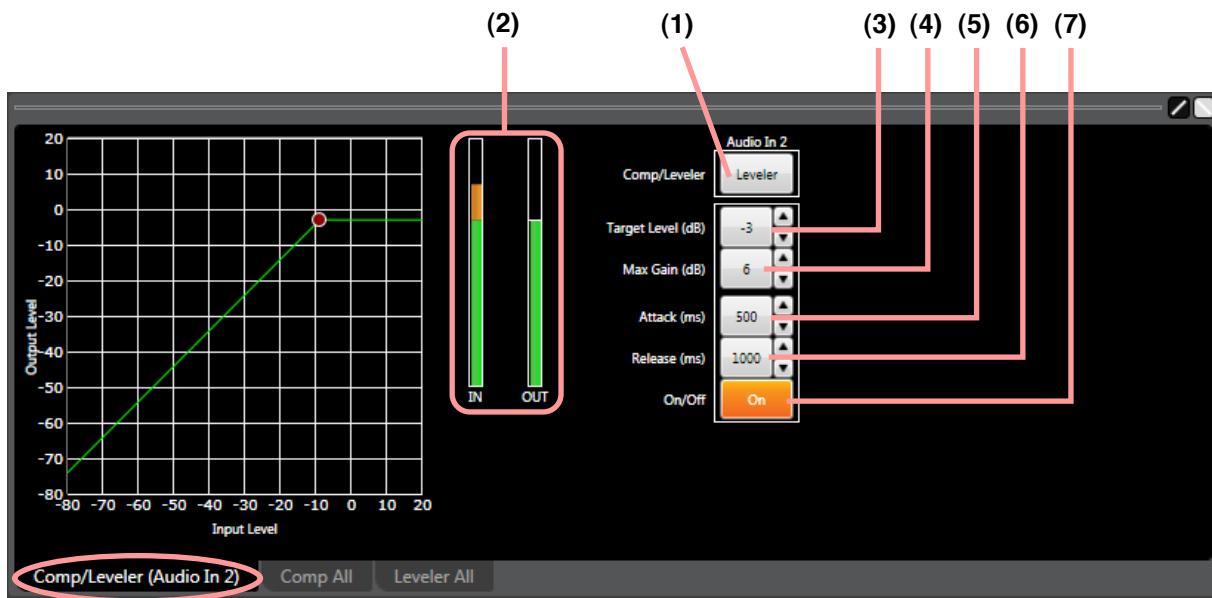 (2) (1) (3) (4) (5) (6) (7)
Audio In 2
Comp/Leveler Leveler
Target Level (dB) -3
Max Gain (dB) 6
Attack (ms) 500
Release (ms) 1000
On/Off On
20
10
0
-10
-20
-30
-40
-50
-60
-70
-80
Output Level
-80 -70 -60 -50 -40 -30 -20 -10 0 10 20
Input Level
IN OUT
Comp/Leveler (Audio In 2) Comp All Leveler All